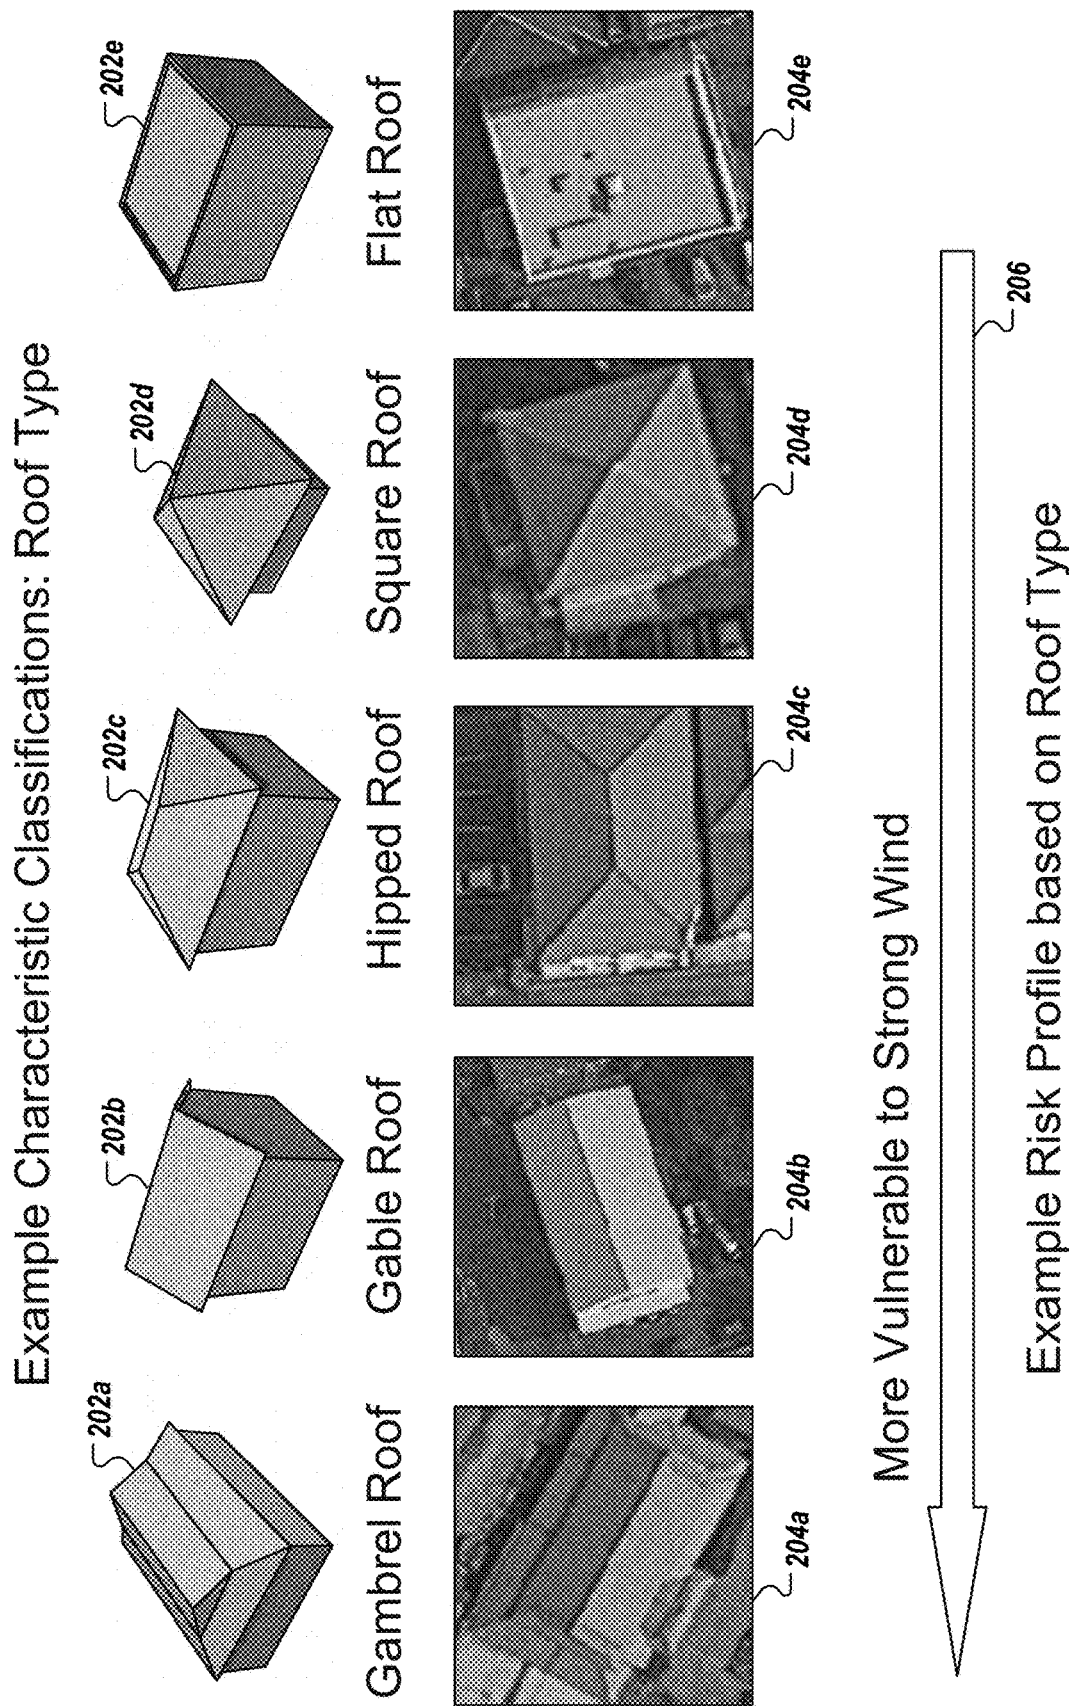 Example Characteristic Classifications: Roof Type
202a
202b
202c
202d
202e
Gambrel Roof
Gable Roof
Hipped Roof
Square Roof
Flat Roof
204a
204b
204c
204d
204e
More Vulnerable to Strong Wind
206
Example Risk Profile based on Roof Type